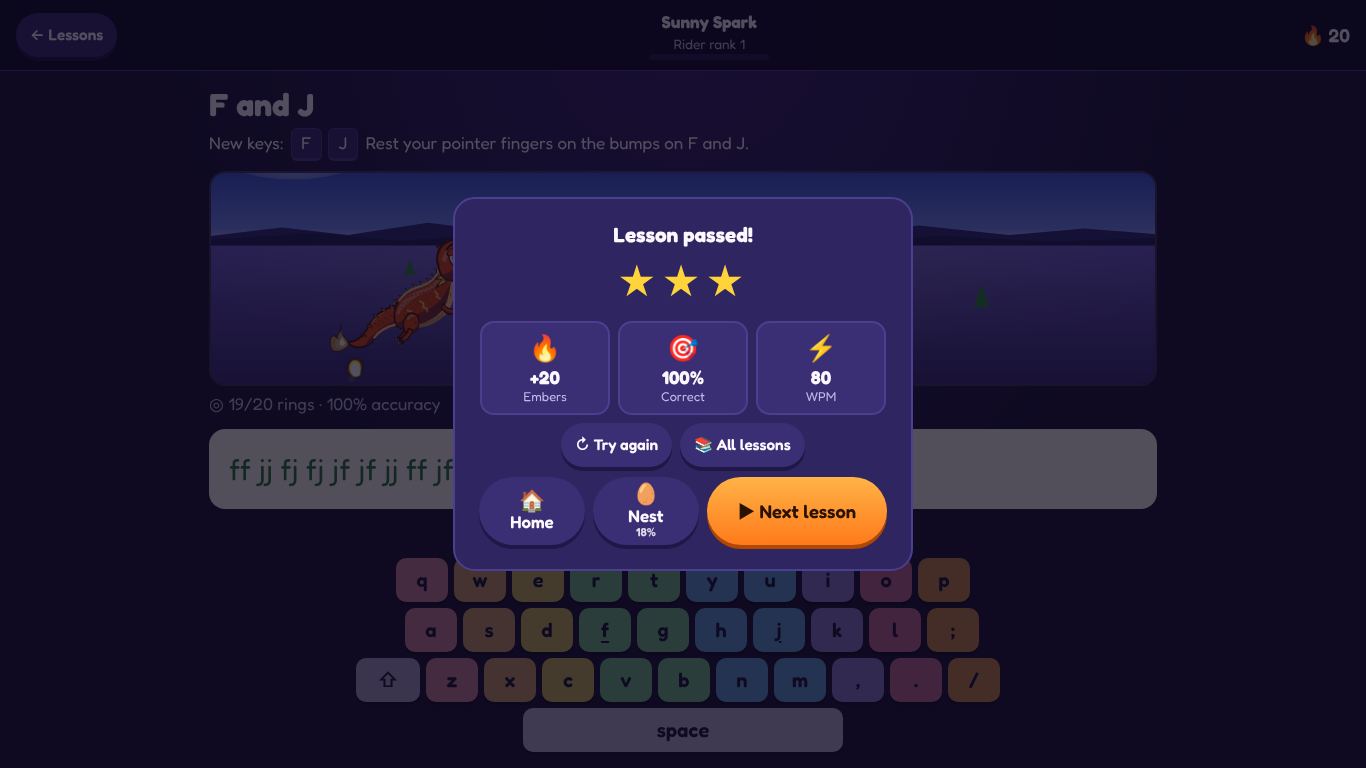 ← Lessons
Sunny Spark
Rider rank 1
20
F and J
New keys: F J Rest your pointer fingers on the bumps on F and J.
Lesson passed!
+20
Embers
100%
Correct
80
WPM
◎ 19/20 rings · 100% accuracy
↻ Try again
All lessons
ff jj fj fj jf jf jj ff jf
Home
Nest
18%
▶ Next lesson
q w e r t y u i o p
a s d f g h j k l ;
⇧ z x c v b n m , . /
space